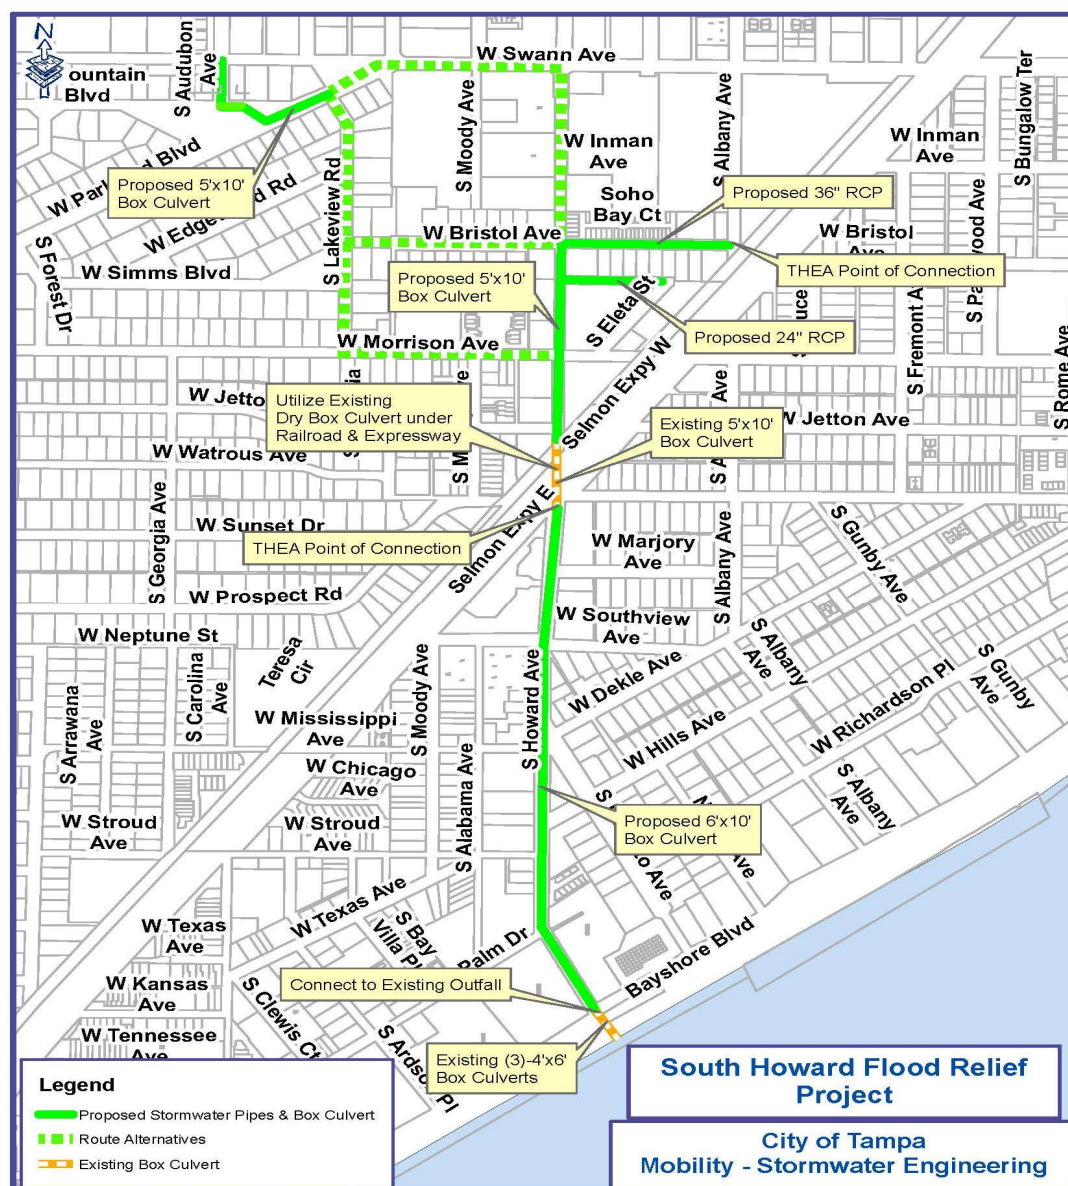 N
ountain
Blvd
S Audubon
Ave
W Swann Ave
S Moody Ave
S Albany Ave
S Bungalow Ter
W Inman
Ave
W Inman
Ave
Proposed 5'x10'
Box Culvert
W Edge
Rd
S Lakeview Rd
Soho
Bay Ct
Proposed 36" RCP
W Bristol Ave
W Bristol
S Forest Dr
W Simms Blvd
Proposed 5'x10'
Box Culvert
THEA Point of Connection
S Eleta St
Proposed 24" RCP
S Fremont A
W Morrison Ave
S Rome Ave
W Jetto
Utilize Existing
Dry Box Culvert under
Railroad & Expressway
Selmon Expy W
Existing 5'x10'
Box Culvert
W Jetton Ave
W Watrous Ave
S Georgia Ave
W Sunset Dr
THEA Point of Connection
Selmon Expy E
W Marjory
Ave
S Albany Ave
S Gunby Ave
W Prospect Rd
W Southview
Ave
W Neptune St
Teresa
Cir
S Carolina
Ave
S Arrawana
Ave
S Moody Ave
S Howard Ave
W Dekle Ave
S Albany
Ave
S Gunby
Ave
W Richardson Pl
W Mississippi
Ave
W Hills Ave
W Chicago
Ave
S Alabama Ave
W Stroud
Ave
W Stroud
Ave
Proposed 6'x10'
Box Culvert
S Albany
Ave
W Texas Ave
W Texas
Ave
S Bay
Villa Pl
Palm Dr
Bayshore Blvd
W Kansas
Ave
Connect to Existing Outfall
S Clewis Ct
W Tennessee
Ave
S Ardson Pl
Existing (3)-4'x6'
Box Culverts
Legend
Proposed Stormwater Pipes & Box Culvert
Route Alternatives
Existing Box Culvert
South Howard Flood Relief
Project
City of Tampa
Mobility - Stormwater Engineering